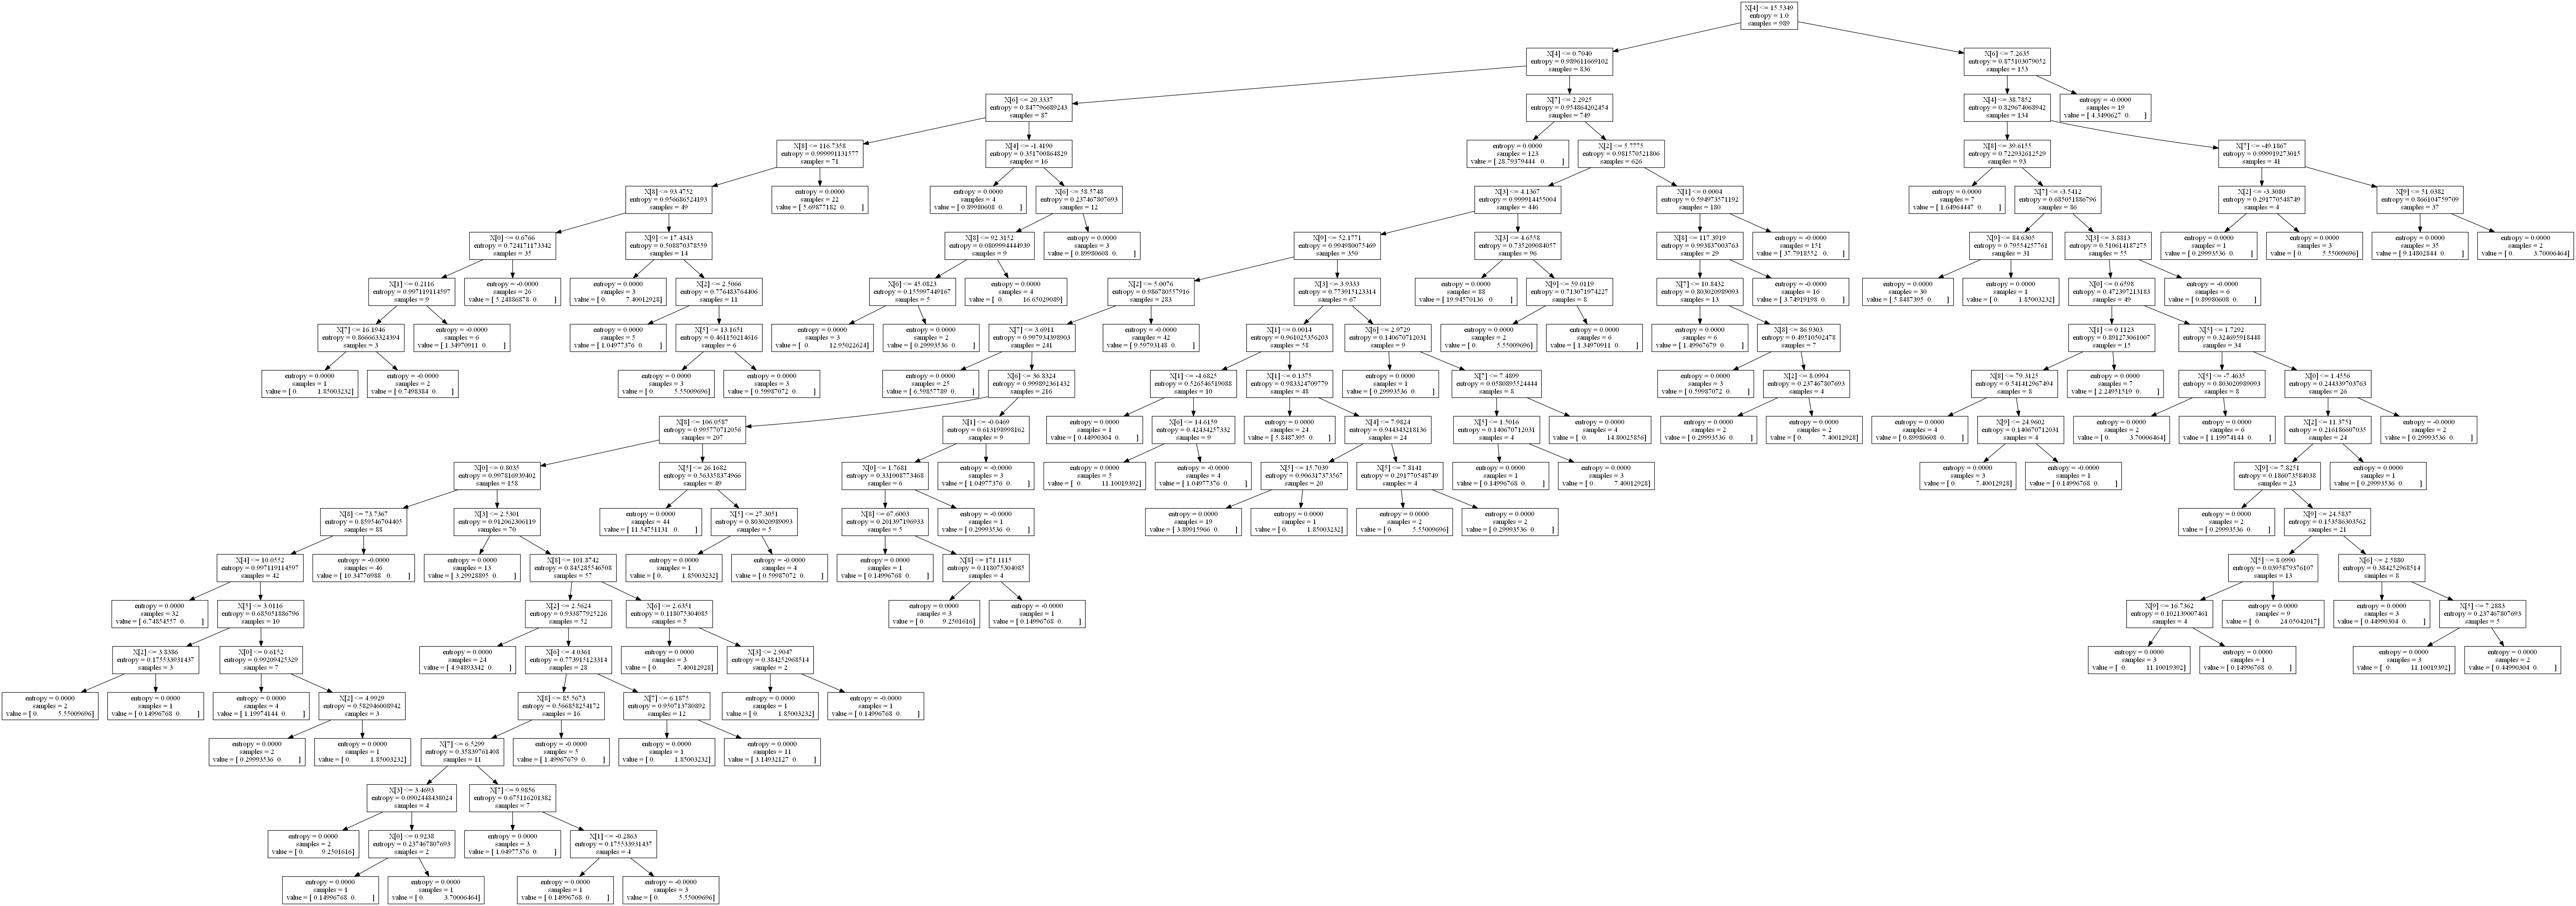 X[4] <= 15.5349
entropy = 1.0
samples = 989
X[4] <= 0.7040
entropy = 0.989611669102
samples = 836
X[6] <= 7.2635
entropy = 0.875103079052
samples = 153
X[6] <= 20.3337
entropy = 0.847796689243
samples = 87
X[7] <= 2.2925
entropy = 0.954864202454
samples = 749
X[4] <= 38.7852
entropy = 0.829674068942
samples = 134
entropy = -0.0000
samples = 19
value = [ 4.3490627 0. ]
X[8] <= 116.7358
entropy = 0.999991131577
samples = 71
X[4] <= -1.4190
entropy = 0.351700864829
samples = 16
entropy = 0.0000
samples = 123
value = [ 28.79379444 0. ]
X[2] <= 5.7775
entropy = 0.981570521806
samples = 626
X[8] <= 39.6155
entropy = 0.722932612529
samples = 93
X[7] <= -49.1867
entropy = 0.999919273015
samples = 41
X[8] <= 93.4752
entropy = 0.956686524193
samples = 49
entropy = 0.0000
samples = 22
value = [ 5.69877182 0. ]
entropy = 0.0000
samples = 4
value = [ 0.89980608 0. ]
X[6] <= 58.5748
entropy = 0.237467807693
samples = 12
X[3] <= 4.1367
entropy = 0.999914455004
samples = 446
X[1] <= 0.0004
entropy = 0.594973571192
samples = 180
entropy = 0.0000
samples = 7
value = [ 1.64964447 0. ]
X[7] <= -3.5412
entropy = 0.685051886796
samples = 86
X[2] <= -3.3080
entropy = 0.291770548749
samples = 4
X[9] <= 51.0382
entropy = 0.866104759709
samples = 37
X[0] <= 0.6766
entropy = 0.724171173342
samples = 35
X[9] <= 17.4343
entropy = 0.508870378559
samples = 14
X[8] <= 92.3152
entropy = 0.0809994444939
samples = 9
entropy = 0.0000
samples = 3
value = [ 0.89980608 0. ]
X[9] <= 52.1771
entropy = 0.994980075469
samples = 350
X[3] <= 4.6558
entropy = 0.735209084057
samples = 96
X[8] <= 117.3919
entropy = 0.993837003763
samples = 29
entropy = -0.0000
samples = 151
value = [ 37.7918552 0. ]
X[9] <= 84.6305
entropy = 0.79554257761
samples = 31
X[3] <= 3.8813
entropy = 0.510614187275
samples = 55
entropy = 0.0000
samples = 1
value = [ 0.29993536 0. ]
entropy = 0.0000
samples = 3
value = [ 0. 5.55009696]
entropy = 0.0000
samples = 35
value = [ 9.14802844 0. ]
entropy = 0.0000
samples = 2
value = [ 0. 3.70006464]
X[1] <= 0.2116
entropy = 0.997119114597
samples = 9
entropy = -0.0000
samples = 26
value = [ 5.24886878 0. ]
entropy = 0.0000
samples = 3
value = [ 0. 7.40012928]
X[2] <= 2.5066
entropy = 0.776483764406
samples = 11
X[6] <= 45.0823
entropy = 0.155997449167
samples = 5
entropy = 0.0000
samples = 4
value = [ 0. 16.65029089]
X[2] <= 5.0076
entropy = 0.986780557916
samples = 283
X[3] <= 3.9333
entropy = 0.773915123314
samples = 67
entropy = 0.0000
samples = 88
value = [ 19.94570136 0. ]
X[9] <= 59.0119
entropy = 0.713071974227
samples = 8
X[7] <= 10.8432
entropy = 0.803020989093
samples = 13
entropy = -0.0000
samples = 16
value = [ 3.74919198 0. ]
entropy = 0.0000
samples = 30
value = [ 5.8487395 0. ]
entropy = 0.0000
samples = 1
value = [ 0. 1.85003232]
X[0] <= 0.6598
entropy = 0.472397213183
samples = 49
entropy = -0.0000
samples = 6
value = [ 0.89980608 0. ]
X[7] <= 16.1946
entropy = 0.866663324394
samples = 3
entropy = -0.0000
samples = 6
value = [ 1.34970911 0. ]
entropy = 0.0000
samples = 5
value = [ 1.04977376 0. ]
X[5] <= 13.1651
entropy = 0.461150214616
samples = 6
entropy = 0.0000
samples = 3
value = [ 0. 12.95022624]
entropy = 0.0000
samples = 2
value = [ 0.29993536 0. ]
X[7] <= 3.6911
entropy = 0.997934398903
samples = 241
entropy = -0.0000
samples = 42
value = [ 9.59793148 0. ]
X[1] <= 0.0014
entropy = 0.961025356203
samples = 58
X[6] <= 2.9729
entropy = 0.140670712031
samples = 9
entropy = 0.0000
samples = 2
value = [ 0. 5.55009696]
entropy = 0.0000
samples = 6
value = [ 1.34970911 0. ]
entropy = 0.0000
samples = 6
value = [ 1.49967679 0. ]
X[8] <= 86.9303
entropy = 0.49510502478
samples = 7
X[1] <= 0.1123
entropy = 0.891273061007
samples = 15
X[5] <= 1.7292
entropy = 0.324695918448
samples = 34
entropy = 0.0000
samples = 1
value = [ 0. 1.85003232]
entropy = -0.0000
samples = 2
value = [ 0.7498384 0. ]
entropy = 0.0000
samples = 3
value = [ 0. 5.55009696]
entropy = 0.0000
samples = 3
value = [ 0.59987072 0. ]
entropy = 0.0000
samples = 25
value = [ 6.59857789 0. ]
X[6] <= 36.8324
entropy = 0.999892361432
samples = 216
X[1] <= -4.6825
entropy = 0.526546519088
samples = 10
X[1] <= 0.1375
entropy = 0.983324709779
samples = 48
entropy = 0.0000
samples = 1
value = [ 0.29993536 0. ]
X[7] <= 7.4899
entropy = 0.0580895524444
samples = 8
entropy = 0.0000
samples = 3
value = [ 0.59987072 0. ]
X[2] <= 8.0994
entropy = 0.237467807693
samples = 4
X[8] <= 79.3125
entropy = 0.541412967494
samples = 8
entropy = 0.0000
samples = 7
value = [ 2.24951519 0. ]
X[5] <= -7.4635
entropy = 0.803020989093
samples = 8
X[0] <= 1.4556
entropy = 0.244339703763
samples = 26
X[8] <= 106.0587
entropy = 0.995770712056
samples = 207
X[1] <= -0.0469
entropy = 0.613198998162
samples = 9
entropy = 0.0000
samples = 1
value = [ 0.44990304 0. ]
X[6] <= 14.6159
entropy = 0.42434257332
samples = 9
entropy = 0.0000
samples = 24
value = [ 5.8487395 0. ]
X[4] <= 7.9824
entropy = 0.944343218136
samples = 24
X[5] <= 1.5016
entropy = 0.140670712031
samples = 4
entropy = 0.0000
samples = 4
value = [ 0. 14.80025856]
entropy = 0.0000
samples = 2
value = [ 0.29993536 0. ]
entropy = 0.0000
samples = 2
value = [ 0. 7.40012928]
entropy = 0.0000
samples = 4
value = [ 0.89980608 0. ]
X[9] <= 24.9602
entropy = 0.140670712031
samples = 4
entropy = 0.0000
samples = 2
value = [ 0. 3.70006464]
entropy = 0.0000
samples = 6
value = [ 1.19974144 0. ]
X[2] <= 11.3751
entropy = 0.216186607035
samples = 24
entropy = -0.0000
samples = 2
value = [ 0.29993536 0. ]
X[0] <= 0.8035
entropy = 0.997816939402
samples = 158
X[5] <= 26.1682
entropy = 0.563358374966
samples = 49
X[0] <= 1.7681
entropy = 0.331008773468
samples = 6
entropy = -0.0000
samples = 3
value = [ 1.04977376 0. ]
entropy = 0.0000
samples = 5
value = [ 0. 11.10019392]
entropy = -0.0000
samples = 4
value = [ 1.04977376 0. ]
X[5] <= 15.7039
entropy = 0.906317373567
samples = 20
X[5] <= 7.8141
entropy = 0.291770548749
samples = 4
entropy = 0.0000
samples = 1
value = [ 0.14996768 0. ]
entropy = 0.0000
samples = 3
value = [ 0. 7.40012928]
entropy = 0.0000
samples = 3
value = [ 0. 7.40012928]
entropy = -0.0000
samples = 1
value = [ 0.14996768 0. ]
X[9] <= 7.8251
entropy = 0.186073584038
samples = 23
entropy = 0.0000
samples = 1
value = [ 0.29993536 0. ]
X[8] <= 73.7367
entropy = 0.859546704405
samples = 88
X[3] <= 2.5301
entropy = 0.912062306119
samples = 70
entropy = 0.0000
samples = 44
value = [ 11.54751131 0. ]
X[5] <= 27.3051
entropy = 0.803020989093
samples = 5
X[8] <= 67.6003
entropy = 0.201397196933
samples = 5
entropy = -0.0000
samples = 1
value = [ 0.29993536 0. ]
entropy = 0.0000
samples = 19
value = [ 3.89915966 0. ]
entropy = 0.0000
samples = 1
value = [ 0. 1.85003232]
entropy = 0.0000
samples = 2
value = [ 0. 5.55009696]
entropy = 0.0000
samples = 2
value = [ 0.29993536 0. ]
entropy = 0.0000
samples = 2
value = [ 0.29993536 0. ]
X[9] <= 24.5837
entropy = 0.153586303562
samples = 21
X[4] <= 10.0552
entropy = 0.997119114597
samples = 42
entropy = -0.0000
samples = 46
value = [ 10.34776988 0. ]
entropy = 0.0000
samples = 13
value = [ 3.29928895 0. ]
X[8] <= 101.8742
entropy = 0.845285546508
samples = 57
entropy = 0.0000
samples = 1
value = [ 0. 1.85003232]
entropy = -0.0000
samples = 4
value = [ 0.59987072 0. ]
entropy = 0.0000
samples = 1
value = [ 0.14996768 0. ]
X[8] <= 171.1115
entropy = 0.118075304085
samples = 4
X[5] <= 8.0990
entropy = 0.0395879376107
samples = 13
X[6] <= 2.5880
entropy = 0.384252968514
samples = 8
entropy = 0.0000
samples = 32
value = [ 6.74854557 0. ]
X[5] <= 3.0116
entropy = 0.685051886796
samples = 10
X[2] <= 2.5624
entropy = 0.933877925226
samples = 52
X[6] <= 2.6351
entropy = 0.118075304085
samples = 5
entropy = 0.0000
samples = 3
value = [ 0. 9.2501616]
entropy = -0.0000
samples = 1
value = [ 0.14996768 0. ]
X[9] <= 16.7362
entropy = 0.102139007461
samples = 4
entropy = 0.0000
samples = 9
value = [ 0. 24.05042017]
entropy = 0.0000
samples = 3
value = [ 0.44990304 0. ]
X[5] <= 7.2883
entropy = 0.237467807693
samples = 5
X[2] <= 3.8386
entropy = 0.175533931437
samples = 3
X[0] <= 0.6152
entropy = 0.99209425329
samples = 7
entropy = 0.0000
samples = 24
value = [ 4.94893342 0. ]
X[6] <= 4.0361
entropy = 0.773915123314
samples = 28
entropy = 0.0000
samples = 3
value = [ 0. 7.40012928]
X[3] <= 2.9047
entropy = 0.384252968514
samples = 2
entropy = 0.0000
samples = 3
value = [ 0. 11.10019392]
entropy = 0.0000
samples = 1
value = [ 0.14996768 0. ]
entropy = 0.0000
samples = 3
value = [ 0. 11.10019392]
entropy = 0.0000
samples = 2
value = [ 0.44990304 0. ]
entropy = 0.0000
samples = 2
value = [ 0. 5.55009696]
entropy = 0.0000
samples = 1
value = [ 0.14996768 0. ]
entropy = 0.0000
samples = 4
value = [ 1.19974144 0. ]
X[2] <= 4.9929
entropy = 0.582946008942
samples = 3
X[8] <= 85.5673
entropy = 0.566858254172
samples = 16
X[7] <= 6.1875
entropy = 0.950713780892
samples = 12
entropy = 0.0000
samples = 1
value = [ 0. 1.85003232]
entropy = -0.0000
samples = 1
value = [ 0.14996768 0. ]
entropy = 0.0000
samples = 2
value = [ 0.29993536 0. ]
entropy = 0.0000
samples = 1
value = [ 0. 1.85003232]
X[7] <= 6.5299
entropy = 0.35839761408
samples = 11
entropy = -0.0000
samples = 5
value = [ 1.49967679 0. ]
entropy = 0.0000
samples = 1
value = [ 0. 1.85003232]
entropy = 0.0000
samples = 11
value = [ 3.14932127 0. ]
X[3] <= 3.4693
entropy = 0.0902448438024
samples = 4
X[7] <= 9.9856
entropy = 0.675116201382
samples = 7
entropy = 0.0000
samples = 2
value = [ 0. 9.2501616]
X[0] <= 0.9238
entropy = 0.237467807693
samples = 2
entropy = 0.0000
samples = 3
value = [ 1.04977376 0. ]
X[1] <= -0.2863
entropy = 0.175533931437
samples = 4
entropy = 0.0000
samples = 1
value = [ 0.14996768 0. ]
entropy = 0.0000
samples = 1
value = [ 0. 3.70006464]
entropy = 0.0000
samples = 1
value = [ 0.14996768 0. ]
entropy = -0.0000
samples = 3
value = [ 0. 5.55009696]